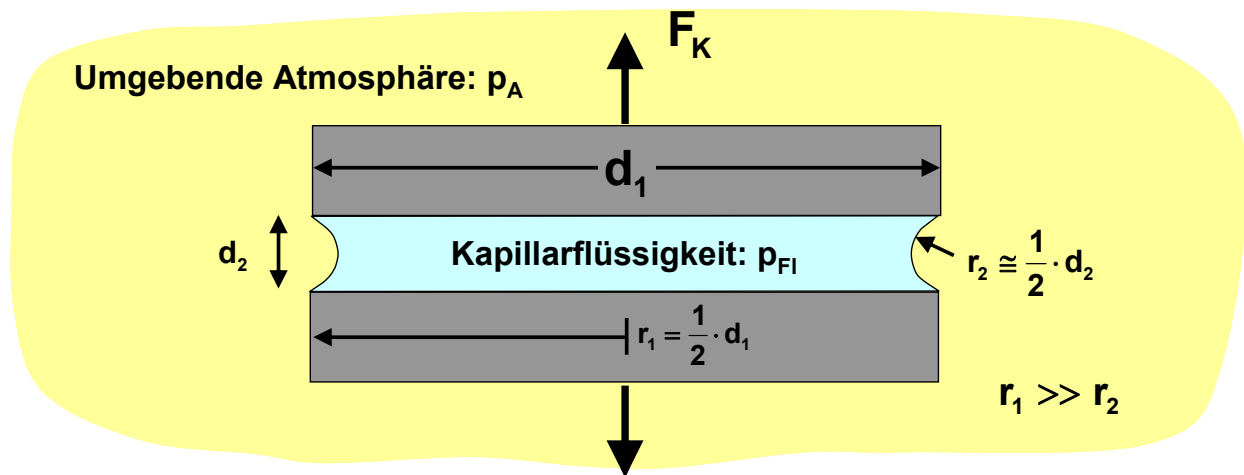 F_K
Umgebende Atmosphäre: p_A
d_1
d_2
Kapillarflüssigkeit: p_Fl
r_2 ≅ 1/2 · d_2
r_1 = 1/2 · d_1
r_1 >> r_2